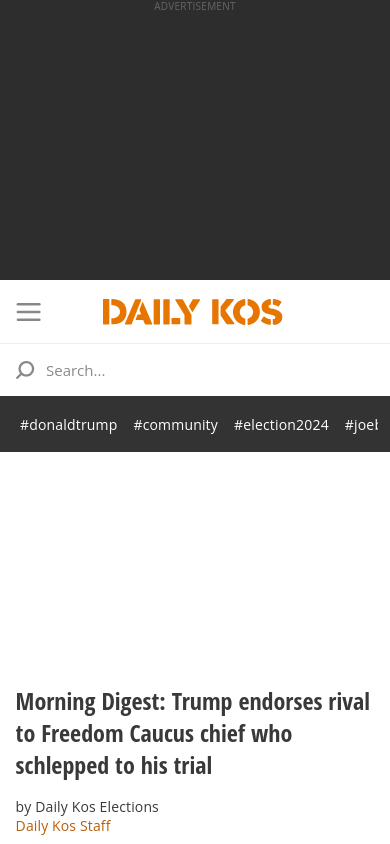 ADVERTISEMENT
DAILY KOS
Search...
#donaldtrump #community #election2024 #joeb
Morning Digest: Trump endorses rival
to Freedom Caucus chief who
schlepped to his trial
by Daily Kos Elections
Daily Kos Staff